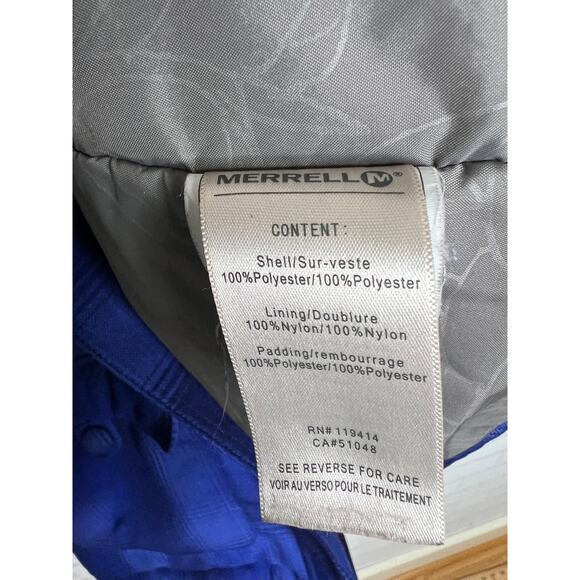 MERRELL M®
CONTENT:
Shell/Sur-veste
100%Polyester/100%Polyester
Lining/Doublure
100%Nylon/100%Nylon
Padding/rembourrage
100%Polyester/100%Polyester
RN# 119414
CA#51048
SEE REVERSE FOR CARE
VOIR AU VERSO POUR LE TRAITEMENT